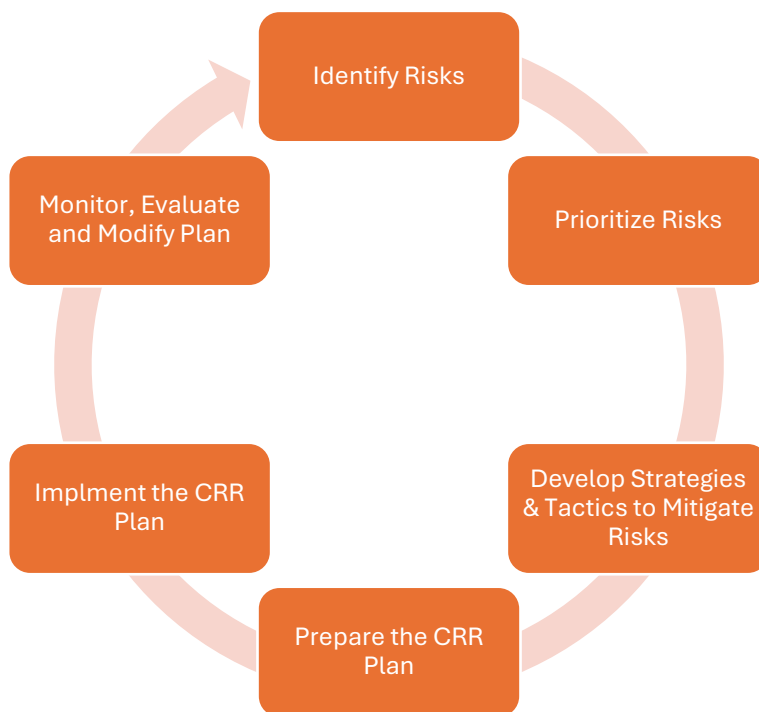 Identify Risks
Prioritize Risks
Develop Strategies
& Tactics to Mitigate
Risks
Prepare the CRR
Plan
Implment the CRR
Plan
Monitor, Evaluate
and Modify Plan